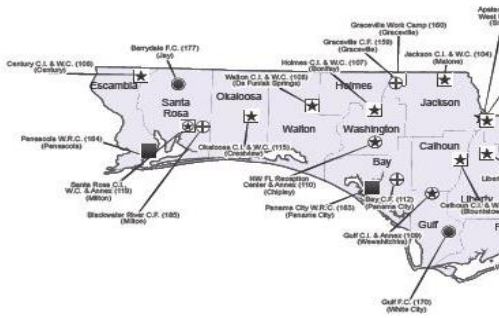 Graceville Work Camp (160)
(Graceville)
Graceville C.F. (159)
(Graceville)
Berrydale F.C. (177)
(Jay)
Jackson C.I. & W.C. (104)
(Malone)
Century C.I. & W.C. (106)
(Century)
Holmes C.I. & W.C. (107)
(Bonifay)
Walton C.I. & W.C. (108)
(De Funiak Springs)
Escambia
Holmes
Okaloosa
Jackson
Santa
Rosa
Walton
Washington
Pensacola W.R.C. (164)
(Pensacola)
Okaloosa C.I. & W.C. (115)
(Crestview)
Calhoun
Bay
Santa Rosa C.I.,
W.C. & Annex (119)
(Milton)
NW FL Reception
Center & Annex (110)
(Chipley)
Liberty
Blackwater River C.F. (185)
(Milton)
Panama City W.R.C. (163)
(Panama City)
Bay C.F. (112)
(Panama City)
Calhoun C.I. & W
Gulf
Gulf C.I. & Annex (109)
(Wewahitchka)
Gulf F.C. (170)
(White City)